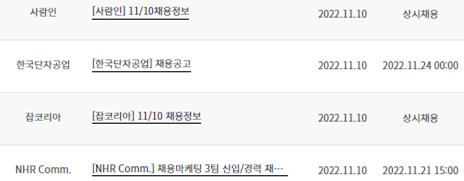 사람인 [사람인] 11/10채용정보 2022.11.10 상시채용
한국단자공업 [한국단자공업] 채용공고 2022.11.10 2022.11.24 00:00
잡코리아 [잡코리아] 11/10 채용정보 2022.11.10 상시채용
NHR Comm. [NHR Comm.] 채용마케팅 3팀 신입/경력 채… 2022.11.10 2022.11.21 15:00